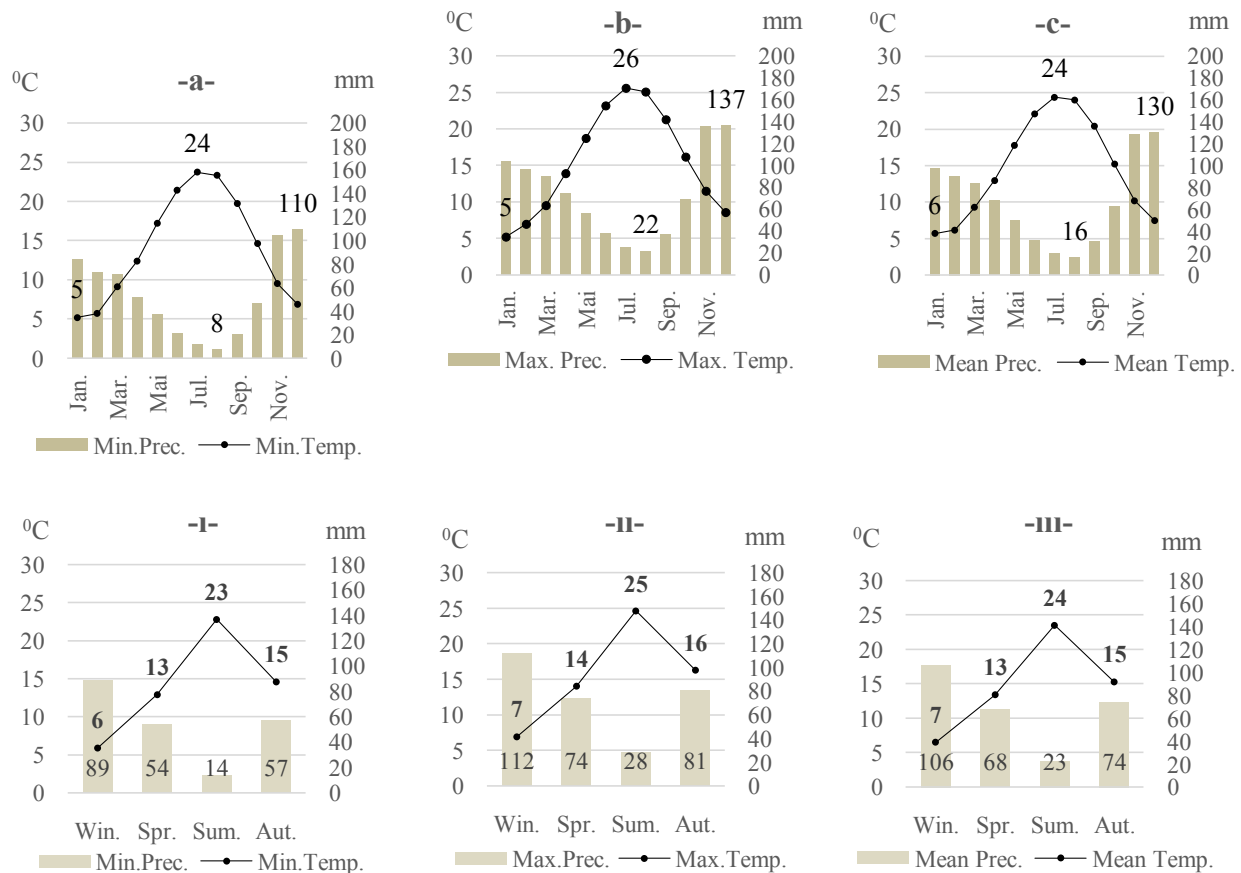 -a-
⁰C
mm
30
25
20
15
10
5
0
200
180
160
140
120
100
80
60
40
20
0
24
110
5
8
Jan.
Mar.
Mai
Jul.
Sep.
Nov.
Min.Prec.
Min.Temp.
-b-
⁰C
mm
30
25
20
15
10
5
0
200
180
160
140
120
100
80
60
40
20
0
26
137
5
22
Jan.
Mar.
Mai
Jul.
Sep.
Nov.
Max. Prec.
Max. Temp.
-c-
⁰C
mm
30
25
20
15
10
5
0
200
180
160
140
120
100
80
60
40
20
0
24
130
6
16
Jan.
Mar.
Mai
Jul.
Sep.
Nov.
Mean Prec.
Mean Temp.
-ı-
⁰C
mm
30
25
20
15
10
5
0
180
160
140
120
100
80
60
40
20
0
6
13
23
15
89
54
14
57
Win.
Spr.
Sum.
Aut.
Min.Prec.
Min.Temp.
-ıı-
⁰C
mm
30
25
20
15
10
5
0
180
160
140
120
100
80
60
40
20
0
7
14
25
16
112
74
28
81
Win.
Spr.
Sum.
Aut.
Max.Prec.
Max.Temp.
-ııı-
⁰C
mm
30
25
20
15
10
5
0
180
160
140
120
100
80
60
40
20
0
7
13
24
15
106
68
23
74
Win.
Spr.
Sum.
Aut.
Mean Prec.
Mean Temp.